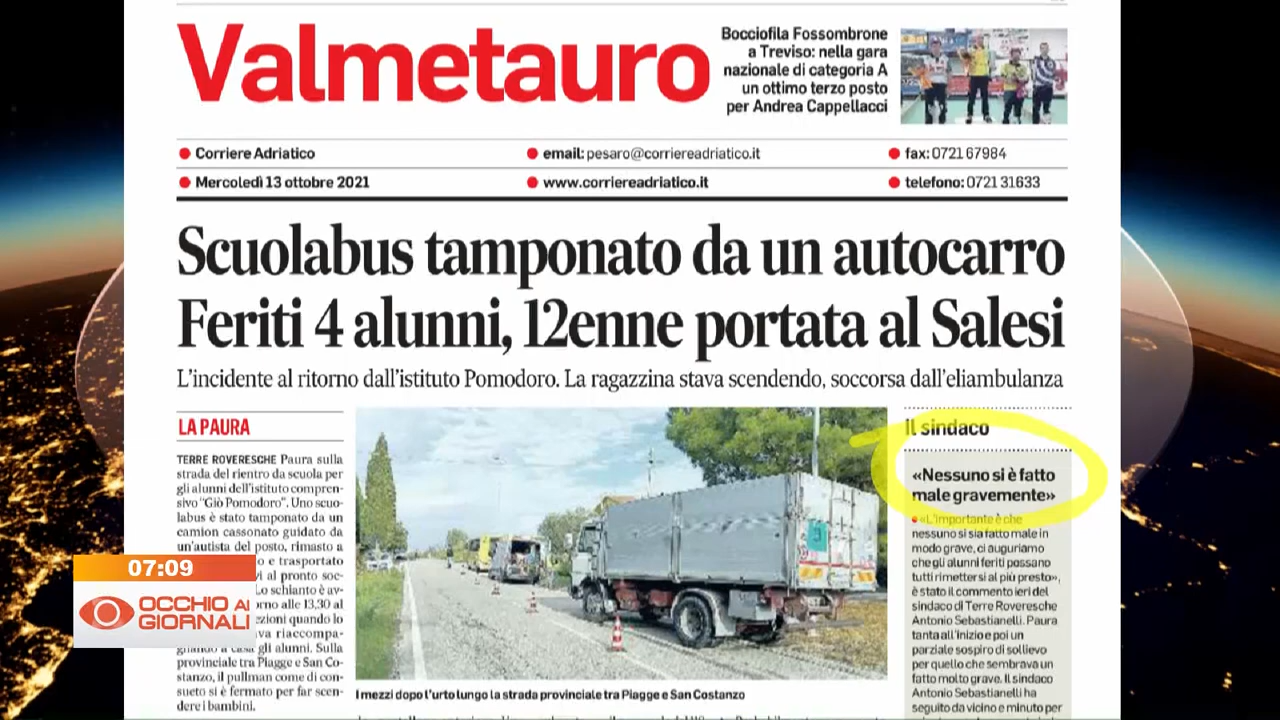 Valmetauro
Bocciofila Fossombrone
a Treviso: nella gara
nazionale di categoria A
un ottimo terzo posto
per Andrea Cappellacci
Corriere Adriatico
email: pesaro@corriereadriatico.it
fax: 0721 67984
Mercoledì 13 ottobre 2021
www.corriereadriatico.it
telefono: 0721 31633
Scuolabus tamponato da un autocarro
Feriti 4 alunni, 12enne portata al Salesi
L'incidente al ritorno dall'istituto Pomodoro. La ragazzina stava scendendo, soccorsa dall'eliambulanza
LA PAURA
TERRE ROVERESCHE Paura sulla
strada del rientro da scuola per
gli alunni dell'istituto compren-
sivo "Giò Pomodoro". Uno scuo-
labus è stato tamponato da un
camion cassonato guidato da
un'autista del posto, rimasto a
o e trasportato
vi al pronto soc-
Lo schianto è av-
orno alle 13,30 al
ezioni quando lo
va riaccompa-
gnando a casa gli alunni. Sulla
provinciale tra Piagge e San Co-
stanzo, il pullman come di con-
sueto si è fermato per far scen-
dere i bambini.
I mezzi dopo l'urto lungo la strada provinciale tra Piagge e San Costanzo
il sindaco
«Nessuno si è fatto
male gravemente»
«L'importante è che
nessuno si sia fatto male in
modo grave, ci auguriamo
che gli alunni feriti possano
tutti rimettersi al più presto»,
è stato il commento ieri del
sindaco di Terre Roveresche
Antonio Sebastianelli. Paura
tanta all'inizio e poi un
parziale sospiro di sollievo
per quello che sembrava un
fatto molto grave. Il sindaco
Antonio Sebastianelli ha
seguito da vicino e minuto per
07:09
OCCHIO AI
GIORNALI